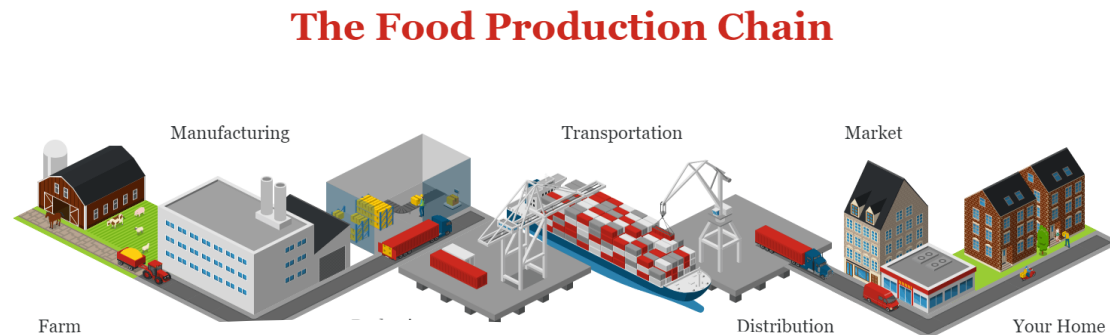 The Food Production Chain
Manufacturing
Transportation
Market
Farm
Distribution
Your Home